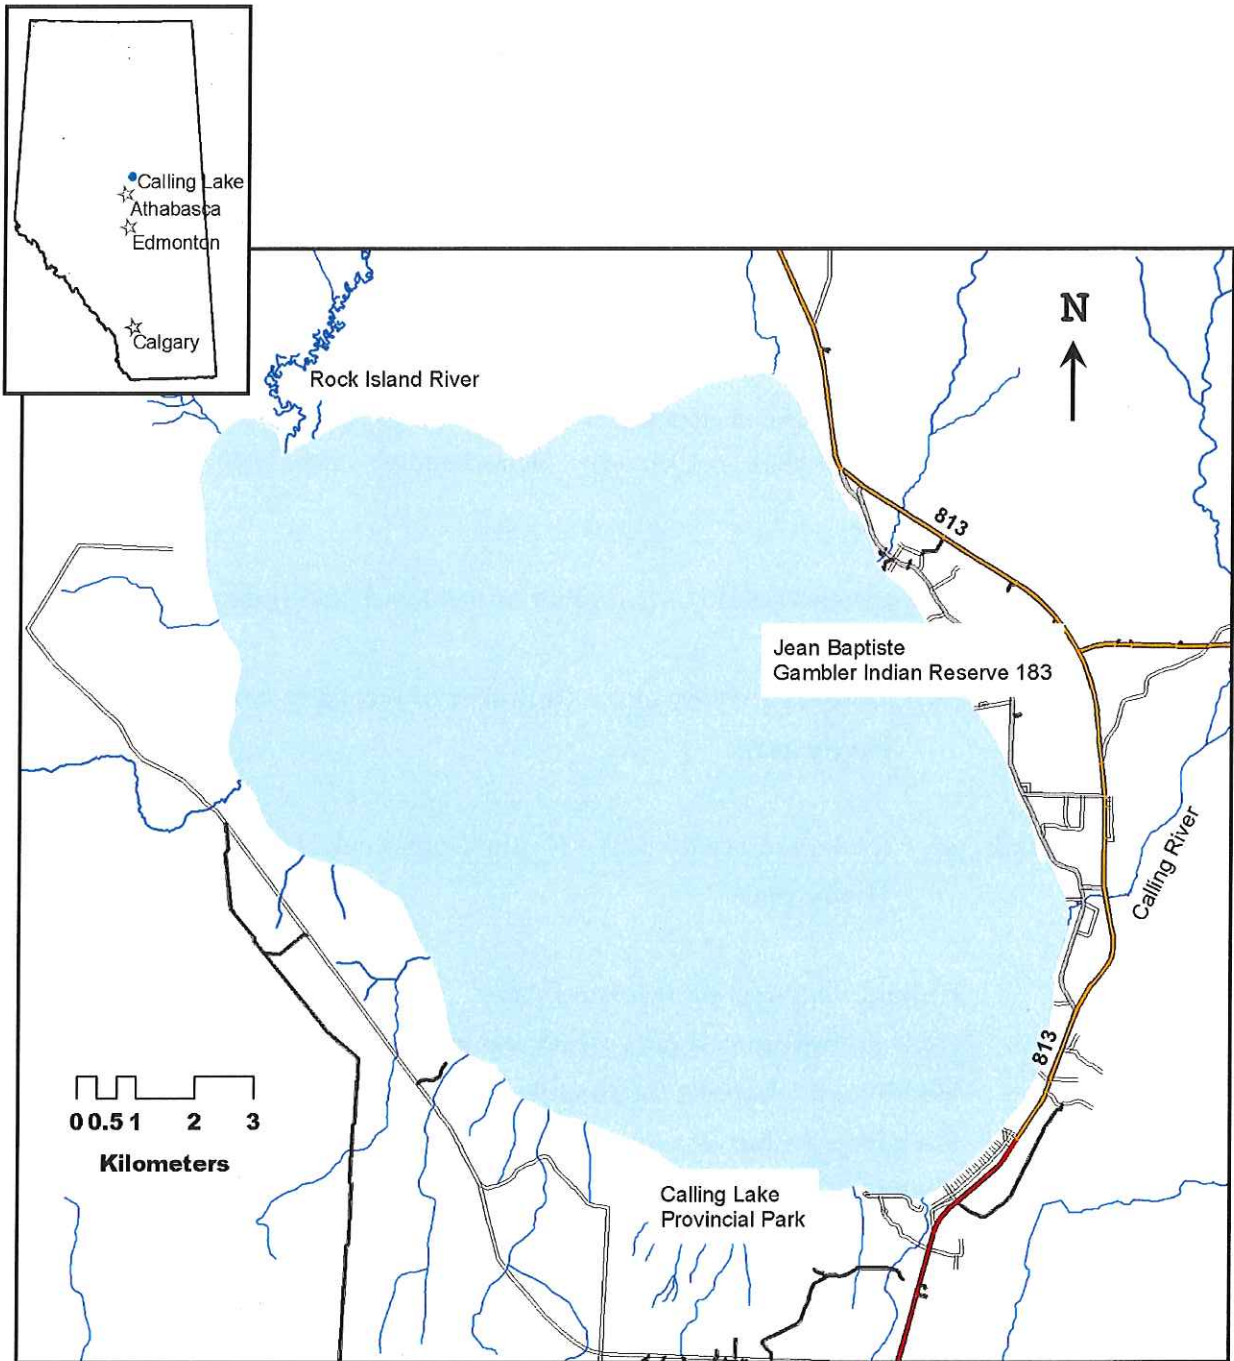 Calling Lake
Athabasca
Edmonton
Calgary
Rock Island River
N
813
Jean Baptiste
Gambler Indian Reserve 183
Calling River
813
0 0.5 1 2 3
Kilometers
Calling Lake
Provincial Park